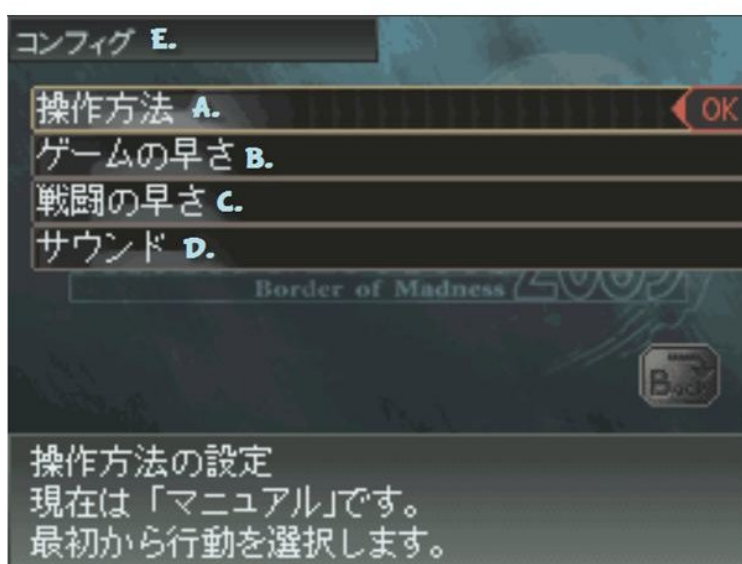 コンフィグ E.
操作方法 A. OK
ゲームの早さ B.
戦闘の早さ C.
サウンド D.
2009
Border of Madness
Back
操作方法の設定
現在は「マニュアル」です。
最初から行動を選択します。